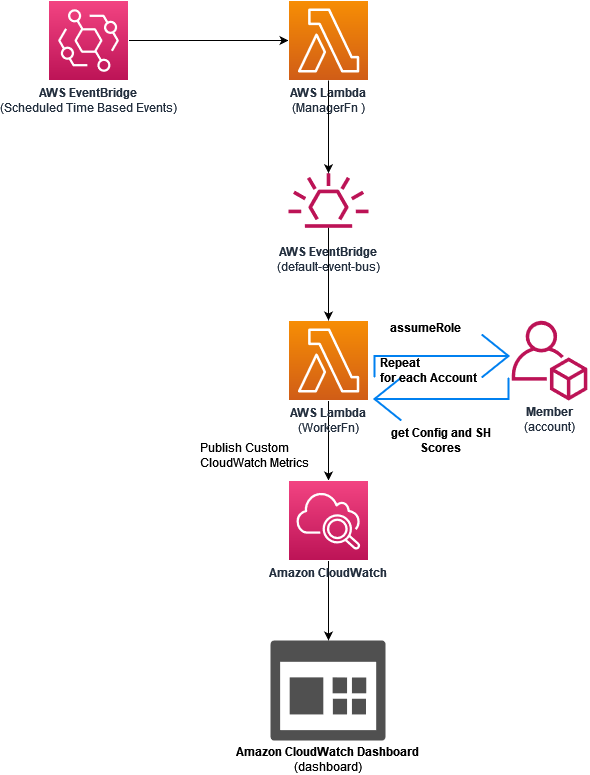 AWS EventBridge
(Scheduled Time Based Events)
AWS Lambda
(ManagerFn )
AWS EventBridge
(default-event-bus)
assumeRole
Repeat
for each Account
AWS Lambda
(WorkerFn)
Member
(account)
get Config and SH
Scores
Publish Custom
CloudWatch Metrics
Amazon CloudWatch
Amazon CloudWatch Dashboard
(dashboard)